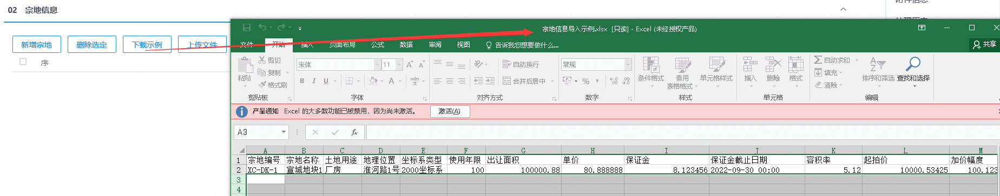 02 宗地信息
新增宗地 删除选定 下载示例 上传文件
序
宗地信息导入示例.xlsx [只读] - Excel (未经授权产品)
文件 开始 插入 页面布局 公式 数据 审阅 视图 告诉我您想要做什么... 共享
粘贴 剪切 复制 格式刷 剪贴板
宋体 11 A A B I U A wén 文 字体
自动换行 合并后居中 对齐方式
常规 % , 数字
条件格式 套用 表格格式 单元格样式 样式
插入 删除 格式 单元格
自动求和 填充 清除 排序和筛选 查找和选择 编辑
产品通知 Excel 的大多数功能已被禁用，因为尚未激活。 激活(A)
A3 fx
A B C D E F G H I J K L M
1 宗地编号 宗地名称 土地用途 地理位置 坐标系类型 使用年限 出让面积 单价 保证金 保证金截止日期 容积率 起拍价 加价幅度
2 XC-DK-1 宣城地块1 厂房 淮河路1号 2000坐标系 100 100000.88 80.888888 8.123456 2022-09-30 00:00 5.12 10000.53425 100.123
3
4